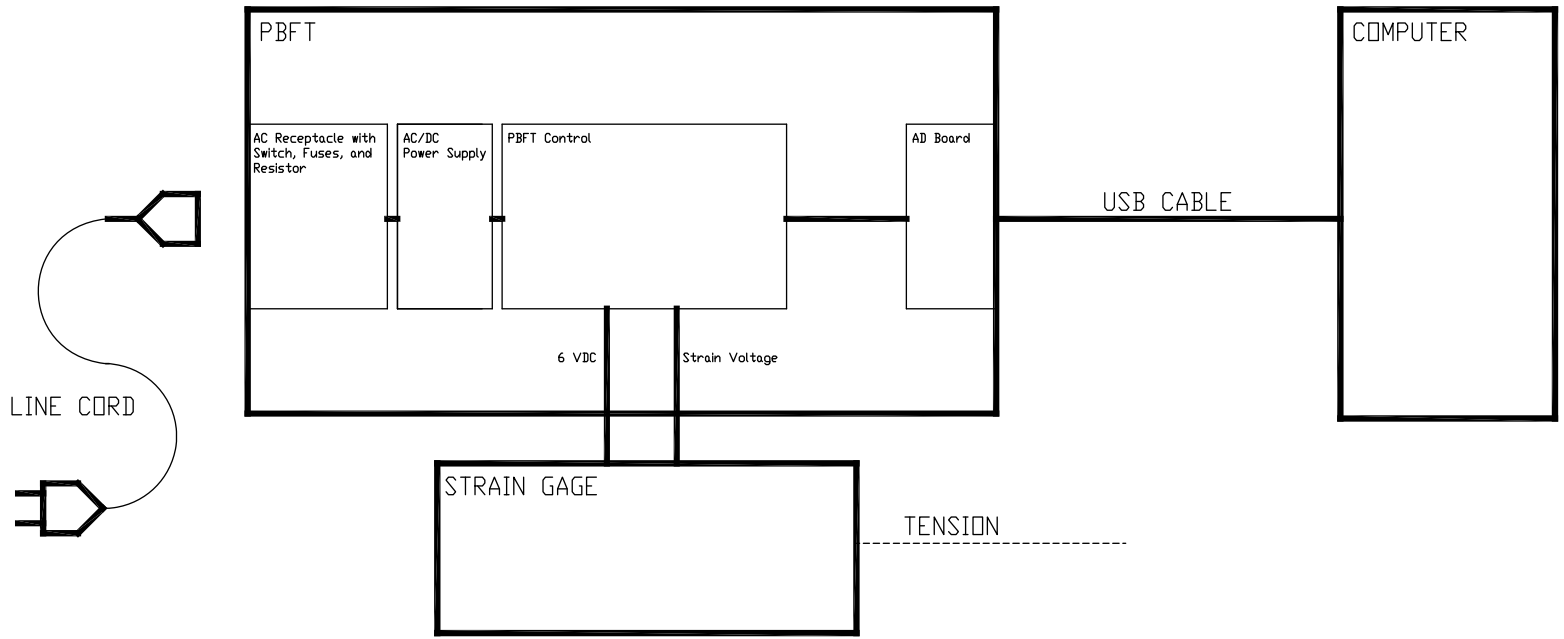 PBFT
COMPUTER
AC Receptacle with
Switch, Fuses, and
Resistor
AC/DC
Power Supply
PBFT Control
AD Board
USB CABLE
6 VDC
Strain Voltage
LINE CORD
STRAIN GAGE
TENSION